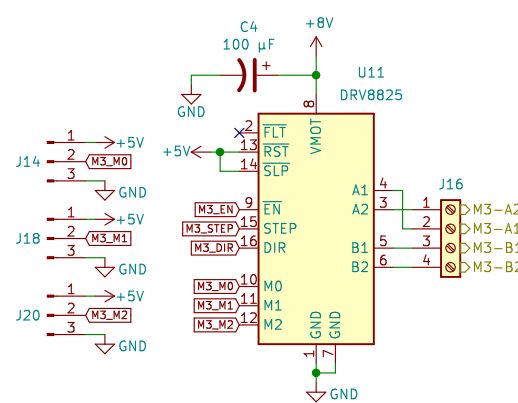 C4
100 µF
+8V
GND
U11
DRV8825
8
VMOT
2
FLT
+5V
13
RST
14
SLP
M3_EN
9
EN
M3_STEP
15
STEP
M3_DIR
16
DIR
M3_M0
10
M0
M3_M1
11
M1
M3_M2
12
M2
A1
4
A2
3
B1
5
B2
6
GND
GND
1
7
GND
J16
1
M3-A2
2
M3-A1
3
M3-B1
4
M3-B2
J14
1
+5V
2
M3_M0
3
GND
J18
1
+5V
2
M3_M1
3
GND
J20
1
+5V
2
M3_M2
3
GND